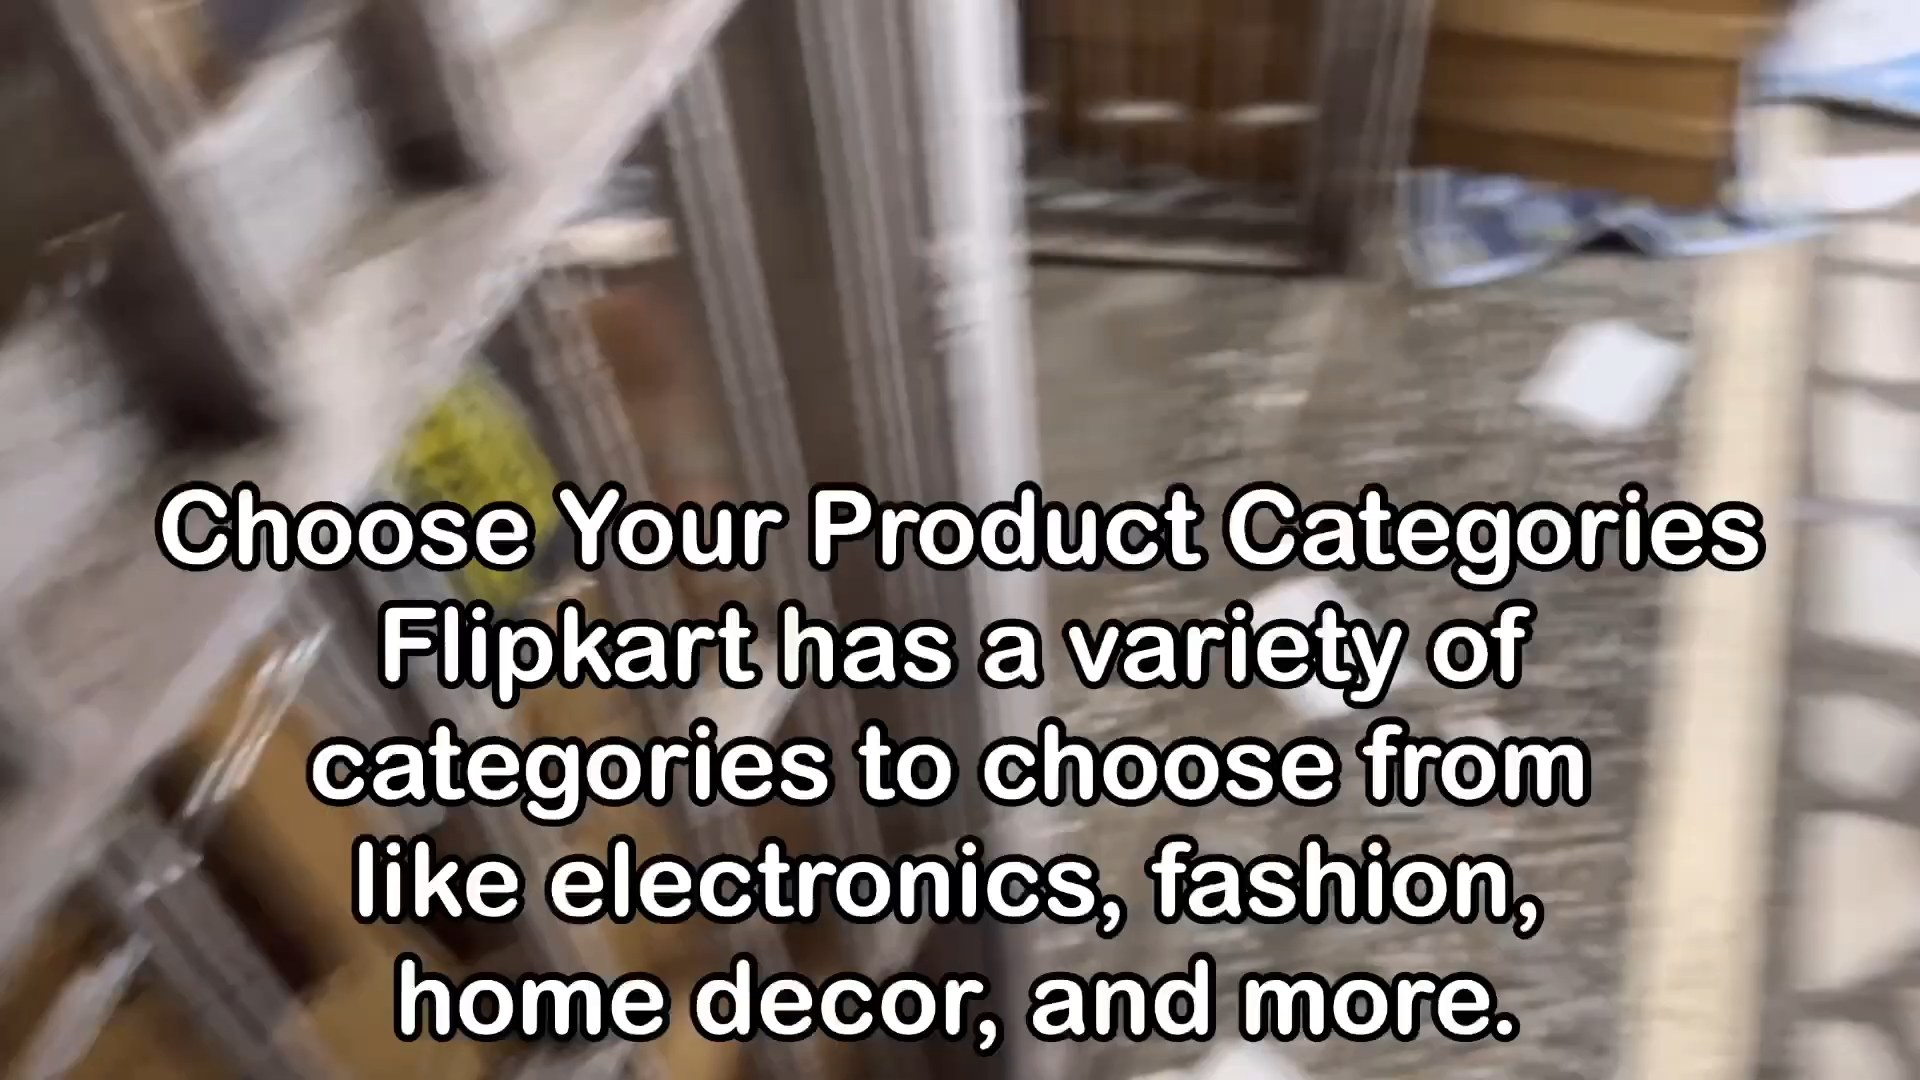 Choose Your Product Categories
Flipkart has a variety of
categories to choose from
like electronics, fashion,
home decor, and more.